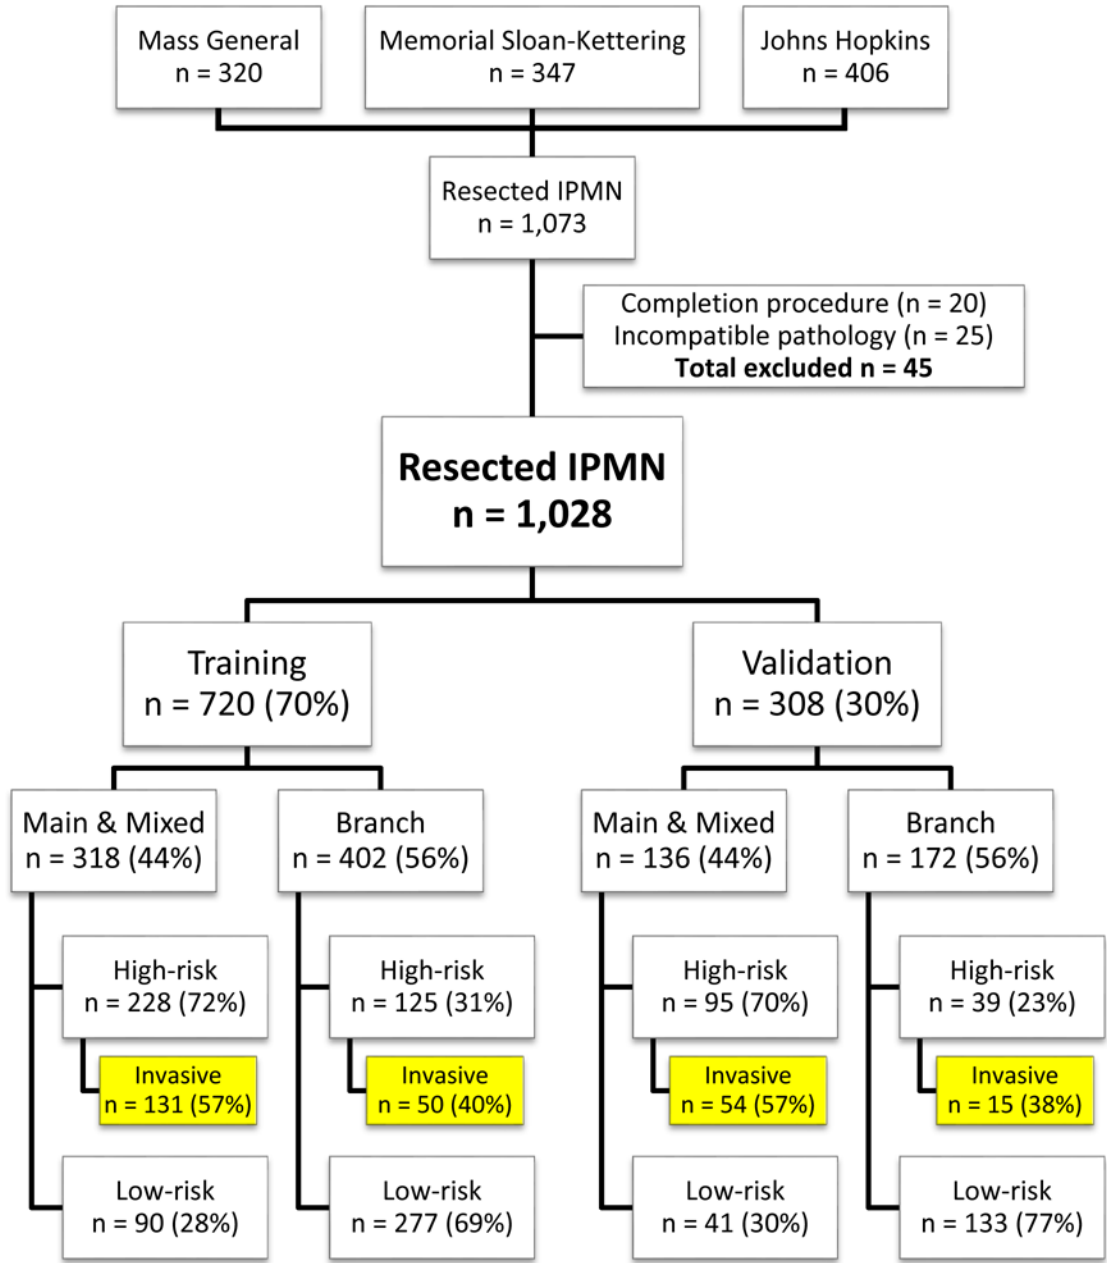 Mass General
n = 320
Memorial Sloan-Kettering
n = 347
Johns Hopkins
n = 406
Resected IPMN
n = 1,073
Completion procedure (n = 20)
Incompatible pathology (n = 25)
Total excluded n = 45
Resected IPMN
n = 1,028
Training
n = 720 (70%)
Validation
n = 308 (30%)
Main & Mixed
n = 318 (44%)
Branch
n = 402 (56%)
Main & Mixed
n = 136 (44%)
Branch
n = 172 (56%)
High-risk
n = 228 (72%)
High-risk
n = 125 (31%)
High-risk
n = 95 (70%)
High-risk
n = 39 (23%)
Invasive
n = 131 (57%)
Invasive
n = 50 (40%)
Invasive
n = 54 (57%)
Invasive
n = 15 (38%)
Low-risk
n = 90 (28%)
Low-risk
n = 277 (69%)
Low-risk
n = 41 (30%)
Low-risk
n = 133 (77%)